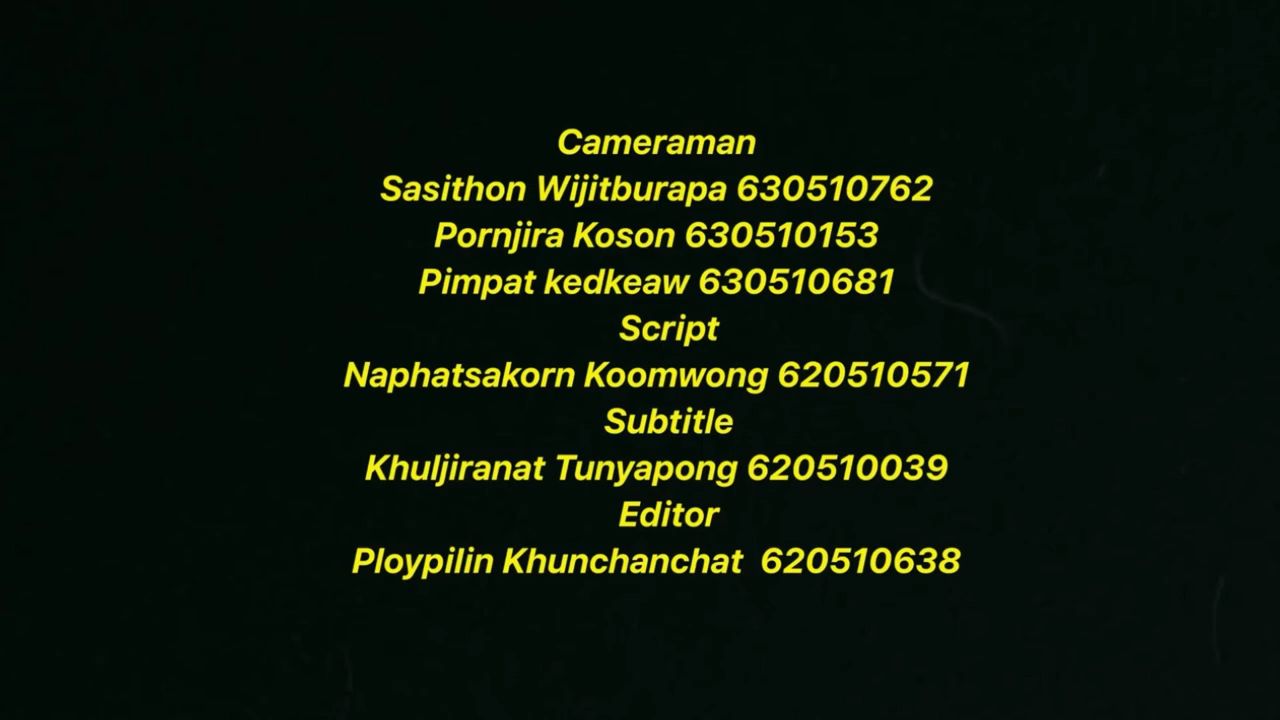 Cameraman
Sasithon Wijitburapa 630510762
Pornjira Koson 630510153
Pimpat kedkeaw 630510681
Script
Naphatsakorn Koomwong 620510571
Subtitle
Khuljiranat Tunyapong 620510039
Editor
Ploypilin Khunchanchat  620510638